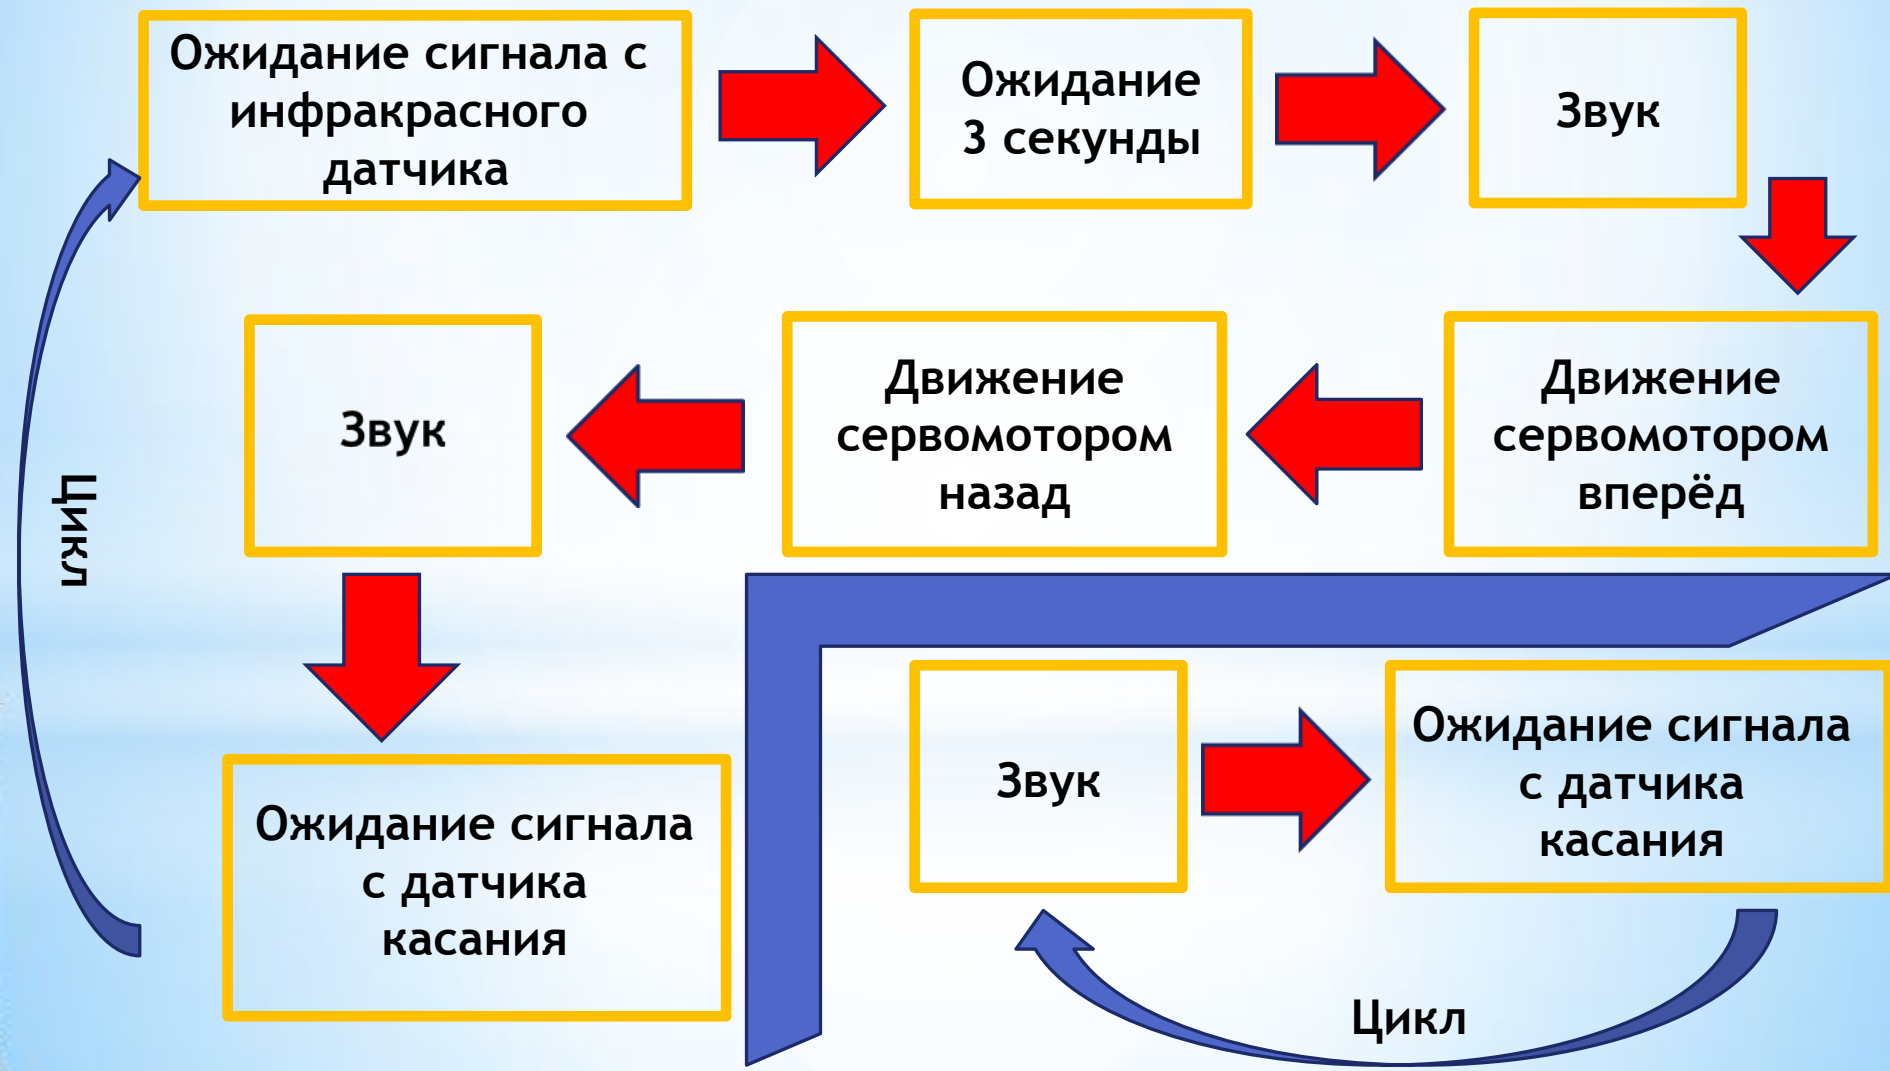 Ожидание сигнала с
инфракрасного
датчика
Ожидание
3 секунды
Звук
Движение
сервомотором
вперёд
Движение
сервомотором
назад
Звук
Цикл
Ожидание сигнала
с датчика
касания
Звук
Ожидание сигнала
с датчика
касания
Цикл